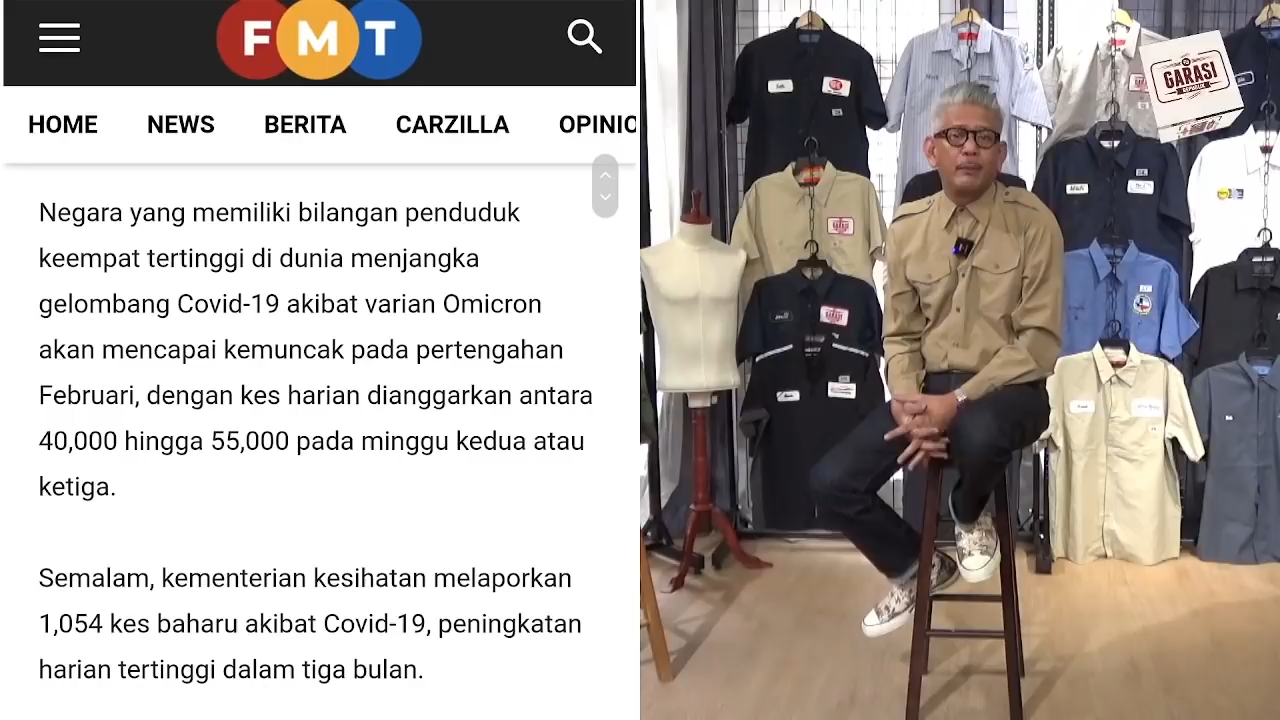 FMT
HOME NEWS BERITA CARZILLA OPINIO
Negara yang memiliki bilangan penduduk
keempat tertinggi di dunia menjangka
gelombang Covid-19 akibat varian Omicron
akan mencapai kemuncak pada pertengahan
Februari, dengan kes harian dianggarkan antara
40,000 hingga 55,000 pada minggu kedua atau
ketiga.
Semalam, kementerian kesihatan melaporkan
1,054 kes baharu akibat Covid-19, peningkatan
harian tertinggi dalam tiga bulan.
GARASI
REPUBLIK
GARASI